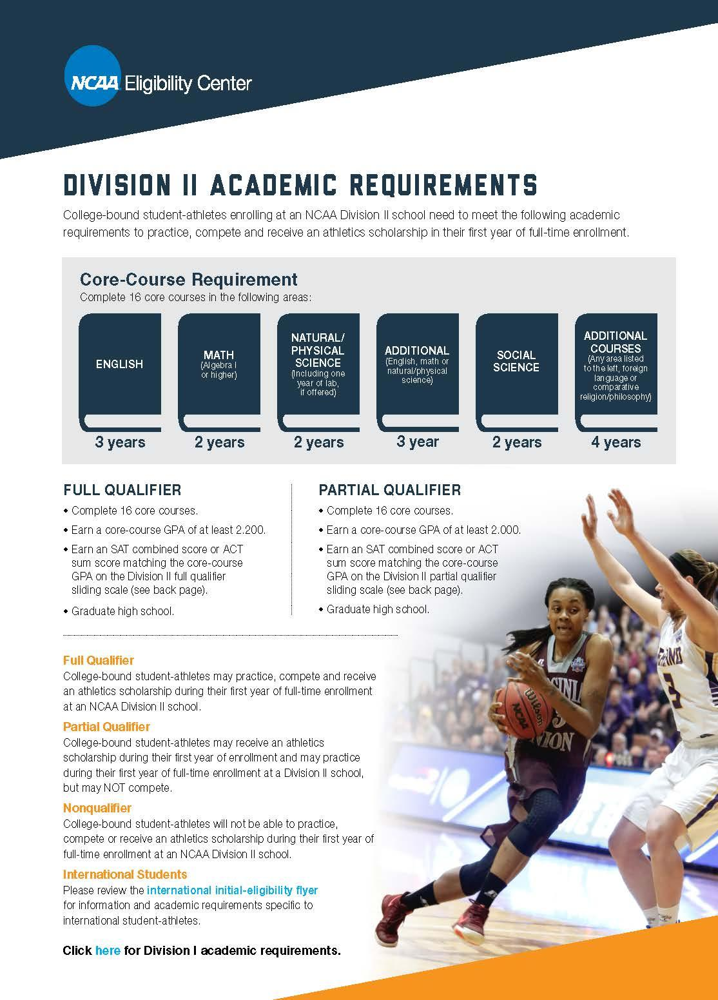 NCAA Eligibility Center
DIVISION II ACADEMIC REQUIREMENTS
College-bound student-athletes enrolling at an NCAA Division II school need to meet the following academic
requirements to practice, compete and receive an athletics scholarship in their first year of full-time enrollment.
Core-Course Requirement
Complete 16 core courses in the following areas:
ENGLISH
3 years
MATH
(Algebra I
or higher)
2 years
NATURAL/
PHYSICAL
SCIENCE
(Including one
year of lab,
if offered)
2 years
ADDITIONAL
(English, math or
natural/physical
science)
3 year
SOCIAL
SCIENCE
2 years
ADDITIONAL
COURSES
(Any area listed
to the left, foreign
language or
comparative
religion/philosophy)
4 years
FULL QUALIFIER
• Complete 16 core courses.
• Earn a core-course GPA of at least 2.200.
• Earn an SAT combined score or ACT
sum score matching the core-course
GPA on the Division II full qualifier
sliding scale (see back page).
• Graduate high school.
PARTIAL QUALIFIER
• Complete 16 core courses.
• Earn a core-course GPA of at least 2.000.
• Earn an SAT combined score or ACT
sum score matching the core-course
GPA on the Division II partial qualifier
sliding scale (see back page).
• Graduate high school.
Full Qualifier
College-bound student-athletes may practice, compete and receive
an athletics scholarship during their first year of full-time enrollment
at an NCAA Division II school.
Partial Qualifier
College-bound student-athletes may receive an athletics
scholarship during their first year of enrollment and may practice
during their first year of full-time enrollment at a Division II school,
but may NOT compete.
Nonqualifier
College-bound student-athletes will not be able to practice,
compete or receive an athletics scholarship during their first year of
full-time enrollment at an NCAA Division II school.
International Students
Please review the international initial-eligibility flyer
for information and academic requirements specific to
international student-athletes.
Click here for Division I academic requirements.
Wilson
NCAA
3